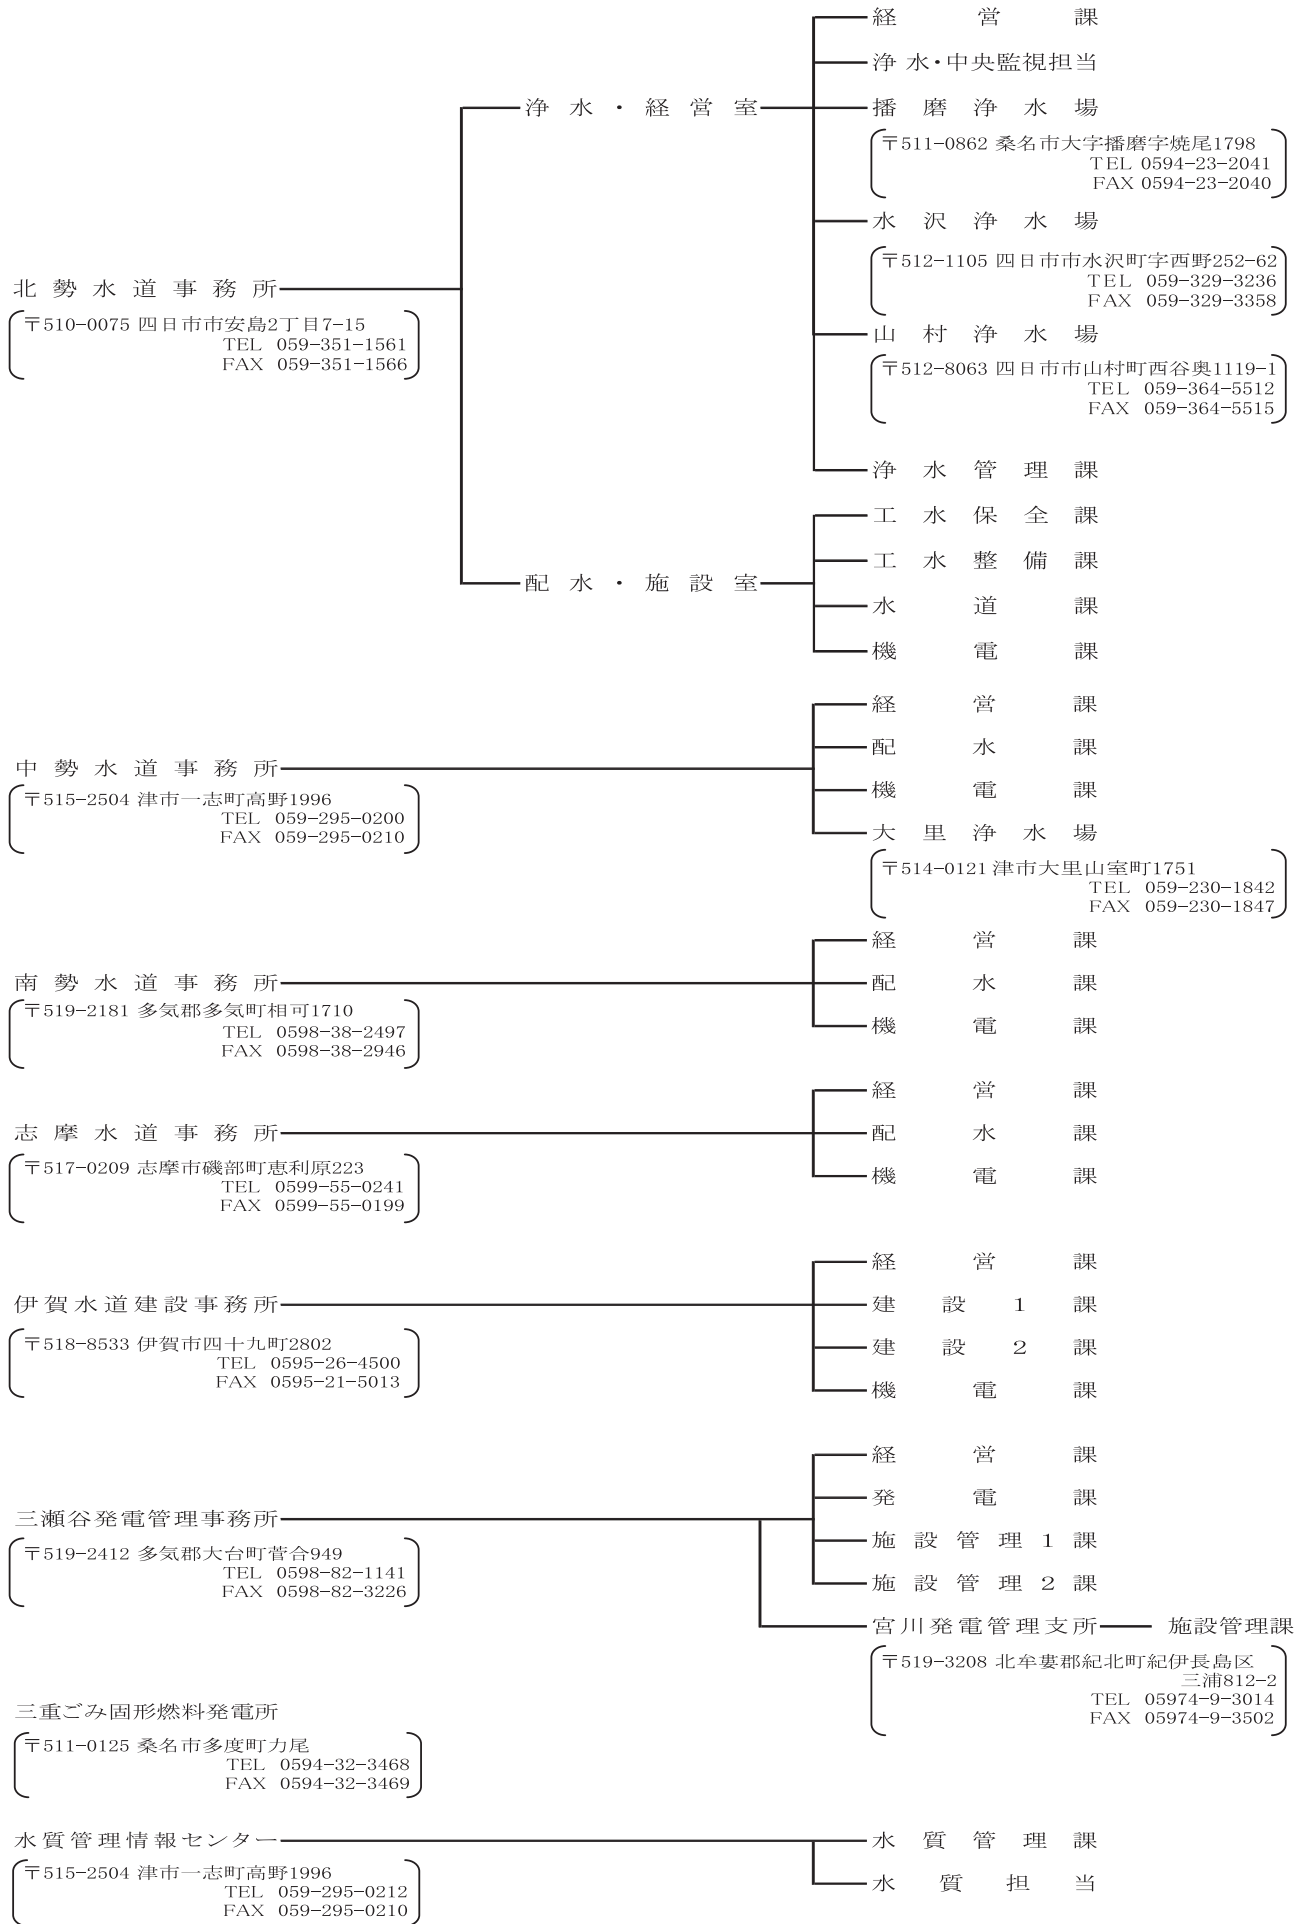 北勢水道事務所
〒510-0075 四日市市安島2丁目7-15
TEL 059-351-1561
FAX 059-351-1566
浄水・経営室
経営課
浄水・中央監視担当
播磨浄水場
〒511-0862 桑名市大字播磨字焼尾1798
TEL 0594-23-2041
FAX 0594-23-2040
水沢浄水場
〒512-1105 四日市市水沢町字西野252-62
TEL 059-329-3236
FAX 059-329-3358
山村浄水場
〒512-8063 四日市市山村町西谷奥1119-1
TEL 059-364-5512
FAX 059-364-5515
浄水管理課
配水・施設室
工水保全課
工水整備課
水道課
機電課
中勢水道事務所
〒515-2504 津市一志町高野1996
TEL 059-295-0200
FAX 059-295-0210
経営課
配水課
機電課
大里浄水場
〒514-0121 津市大里山室町1751
TEL 059-230-1842
FAX 059-230-1847
南勢水道事務所
〒519-2181 多気郡多気町相可1710
TEL 0598-38-2497
FAX 0598-38-2946
経営課
配水課
機電課
志摩水道事務所
〒517-0209 志摩市磯部町恵利原223
TEL 0599-55-0241
FAX 0599-55-0199
経営課
配水課
機電課
伊賀水道建設事務所
〒518-8533 伊賀市四十九町2802
TEL 0595-26-4500
FAX 0595-21-5013
経営課
建設1課
建設2課
機電課
三瀬谷発電管理事務所
〒519-2412 多気郡大台町菅合949
TEL 0598-82-1141
FAX 0598-82-3226
経営課
発電課
施設管理1課
施設管理2課
宮川発電管理支所 施設管理課
〒519-3208 北牟婁郡紀北町紀伊長島区
三浦812-2
TEL 05974-9-3014
FAX 05974-9-3502
三重ごみ固形燃料発電所
〒511-0125 桑名市多度町力尾
TEL 0594-32-3468
FAX 0594-32-3469
水質管理情報センター
〒515-2504 津市一志町高野1996
TEL 059-295-0212
FAX 059-295-0210
水質管理課
水質担当